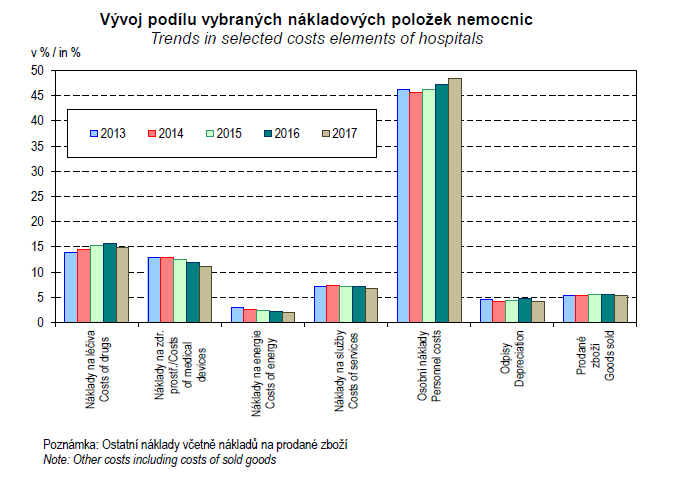 Vývoj podílu vybraných nákladových položek nemocnic
Trends in selected costs elements of hospitals
v % / in %
50
45
40
35
30
25
20
15
10
5
0
2013
2014
2015
2016
2017
Náklady na léčiva
Costs of drugs
Náklady na zdr.
prostř./Costs
of medical
devices
Náklady na energie
Costs of energy
Náklady na služby
Costs of services
Osobní náklady
Personnel costs
Odpisy
Depreciation
Prodané
zboží
Goods sold
Poznámka: Ostatní náklady včetně nákladů na prodané zboží
Note: Other costs including costs of sold goods